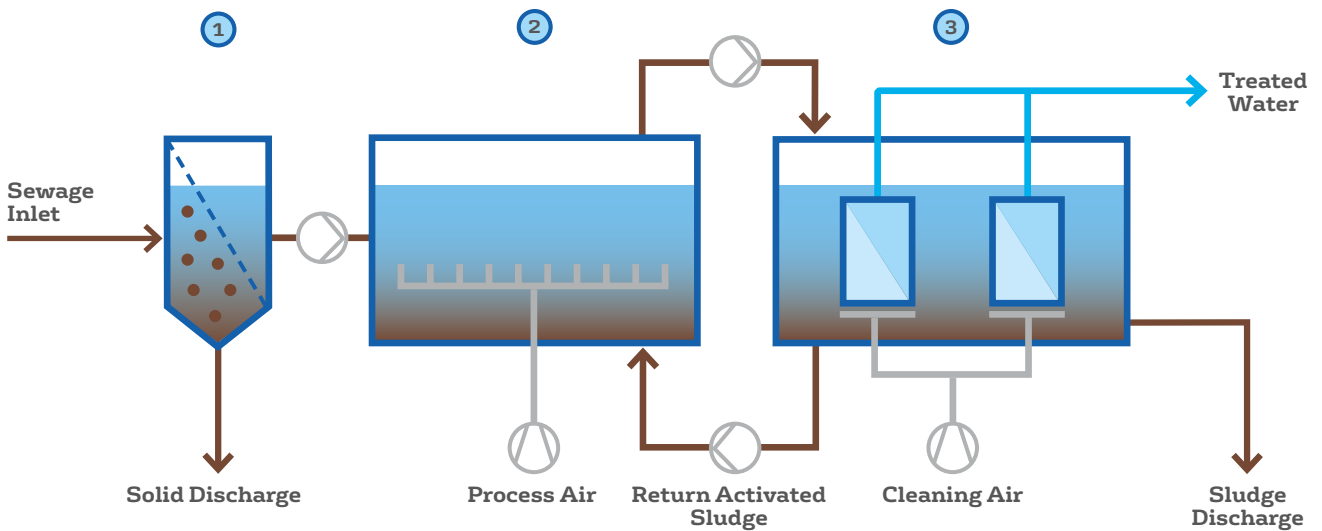 1
2
3
Treated
Water
Sewage
Inlet
Solid Discharge
Process Air
Return Activated
Sludge
Cleaning Air
Sludge
Discharge